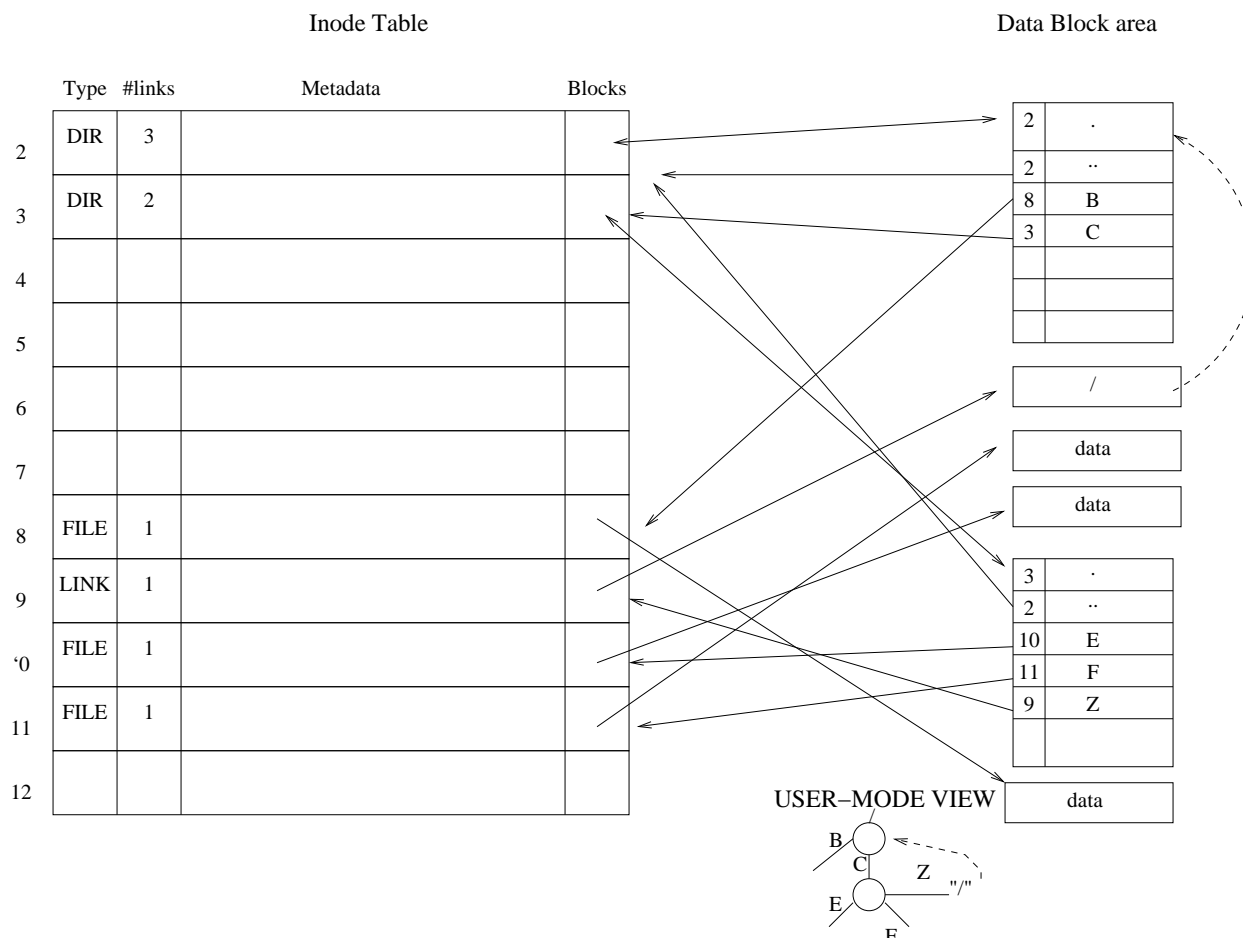 Inode Table
Data Block area
Type #links Metadata Blocks
2 DIR 3
3 DIR 2
4
5
6
7
8 FILE 1
9 LINK 1
‘0 FILE 1
11 FILE 1
12
2 .
2 ..
8 B
3 C
/
data
data
3 .
2 ..
10 E
11 F
9 Z
data
USER−MODE VIEW
/
B
C
Z
"/"
E
F